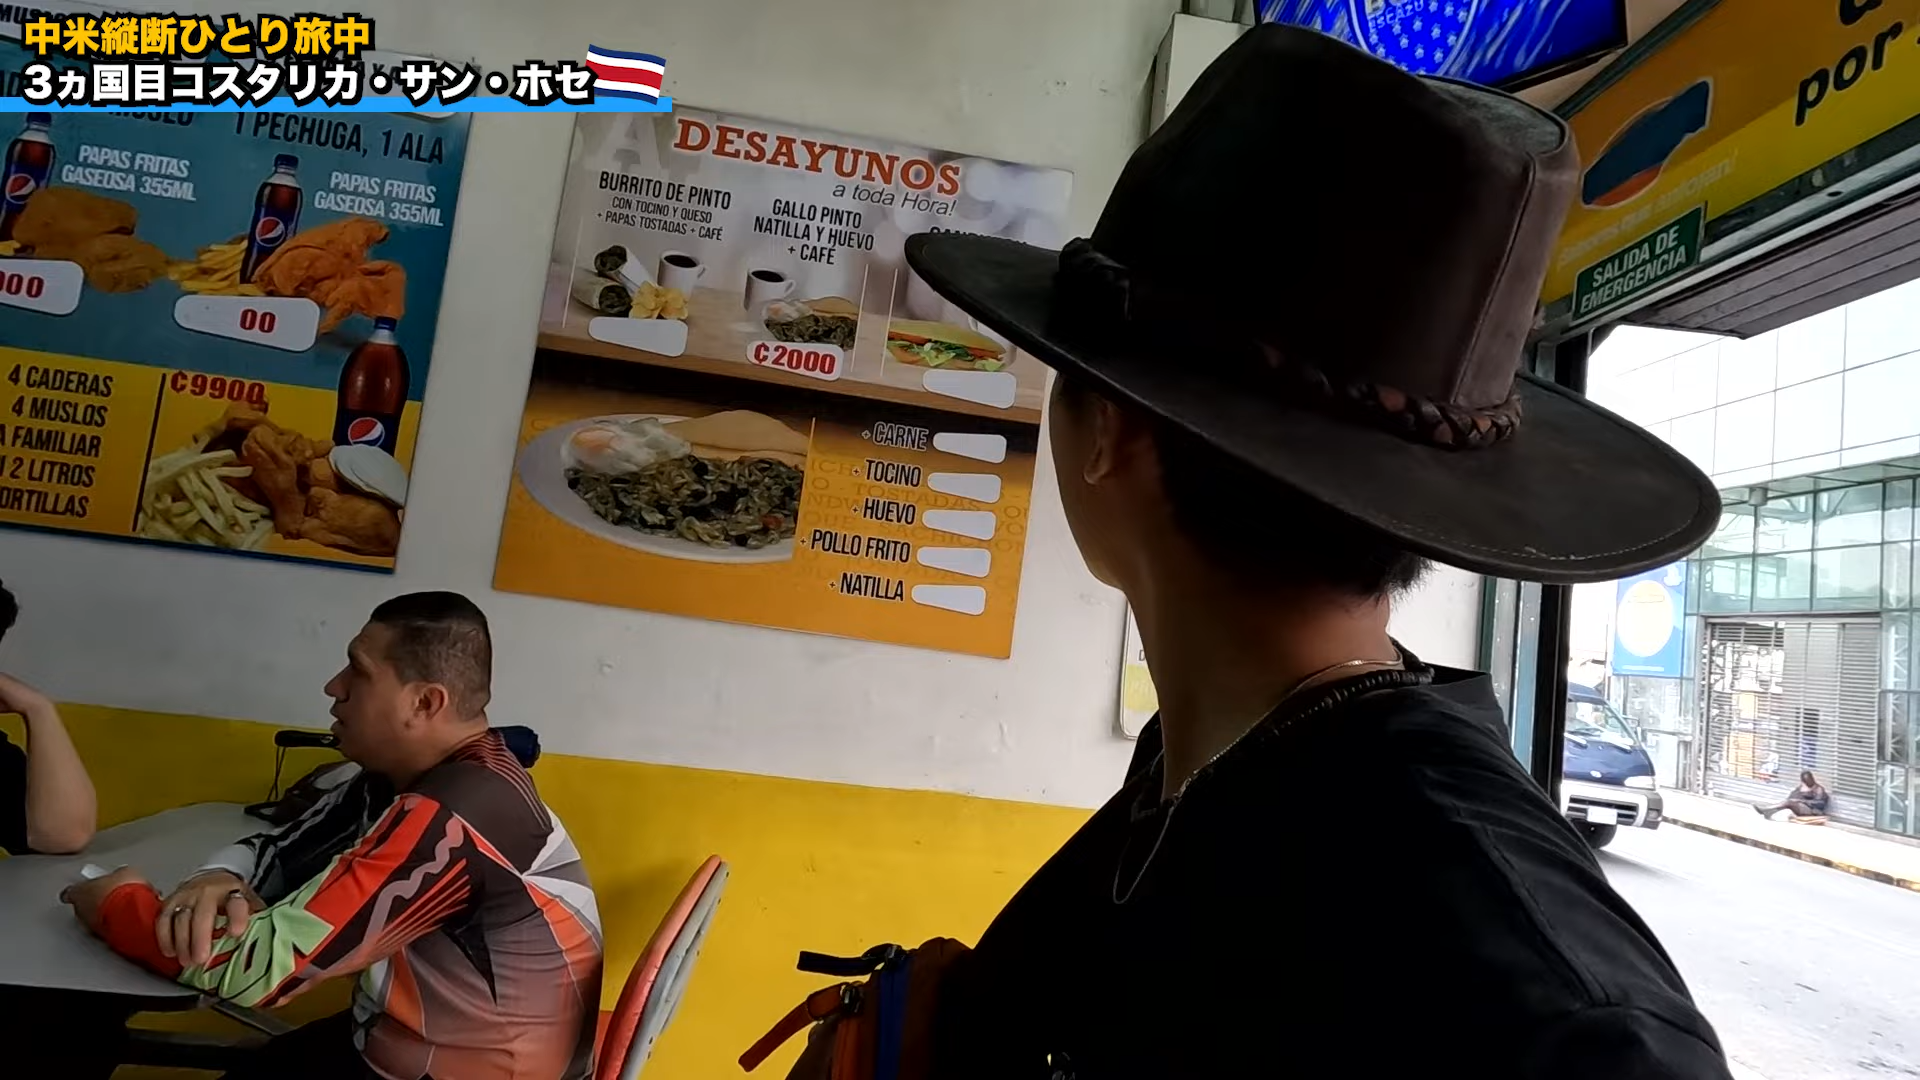 中米縦断ひとり旅中
3ヵ国目コスタリカ・サン・ホセ
1 PECHUGA, 1 ALA
PAPAS FRITAS
GASEOSA 355ML
PAPAS FRITAS
GASEOSA 355ML
00
4 CADERAS
4 MUSLOS
FAMILIAR
2 LITROS
₡9900
DESAYUNOS
a toda Hora!
BURRITO DE PINTO
CON TOCINO Y QUESO
+ PAPAS TOSTADAS + CAFÉ
GALLO PINTO
NATILLA Y HUEVO
+ CAFÉ
₡2000
+ CARNE
+ TOCINO
+ HUEVO
+ POLLO FRITO
+ NATILLA
por
SALIDA DE
EMERGENCIA